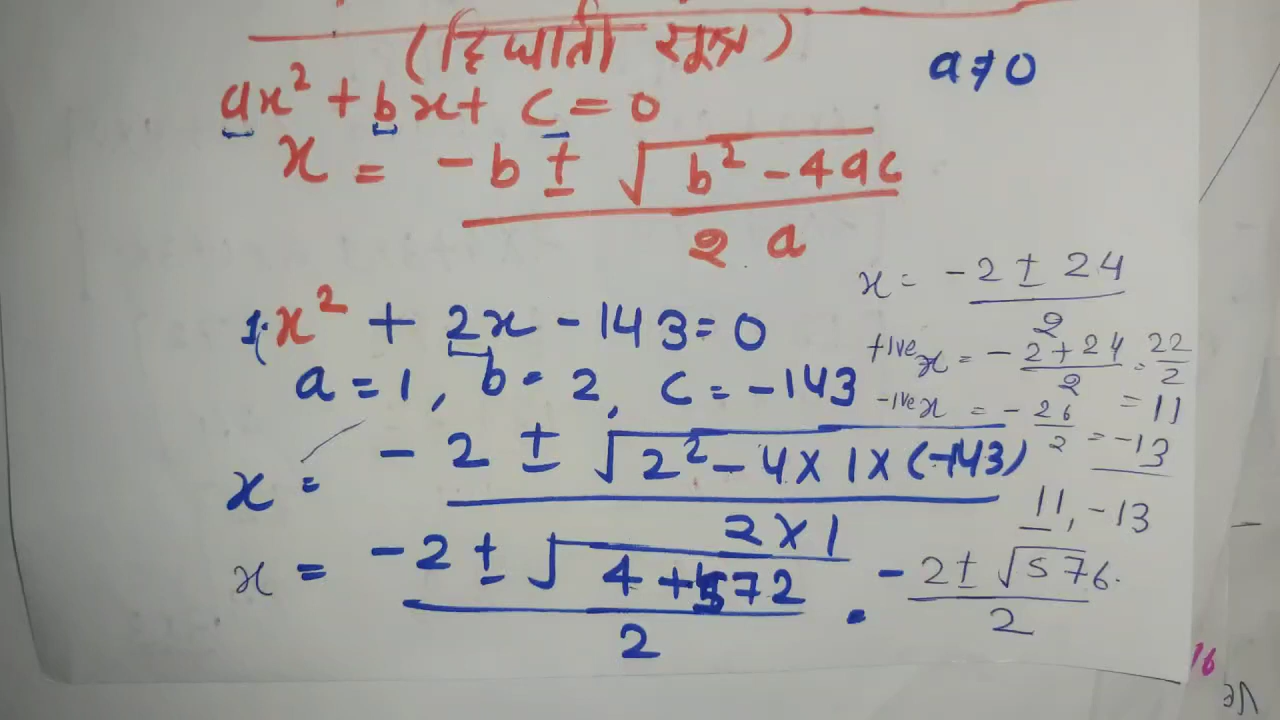 (द्विघाती सूत्र)
a≠0
ax² + bx + c = 0
x = -b ± √b² - 4ac
2a
1. x² + 2x - 143 = 0
a = 1, b = 2, c = -143
x = -2 ± √2² - 4 × 1 × (-143)
2 × 1
x = -2 ± √4 + 572
2
= -2 ± √576.
2
x = -2 ± 24
2
+ive x = -2 + 24 = 22
2 2
= 11
-ive x = -26 = -13
2
11, -13
16